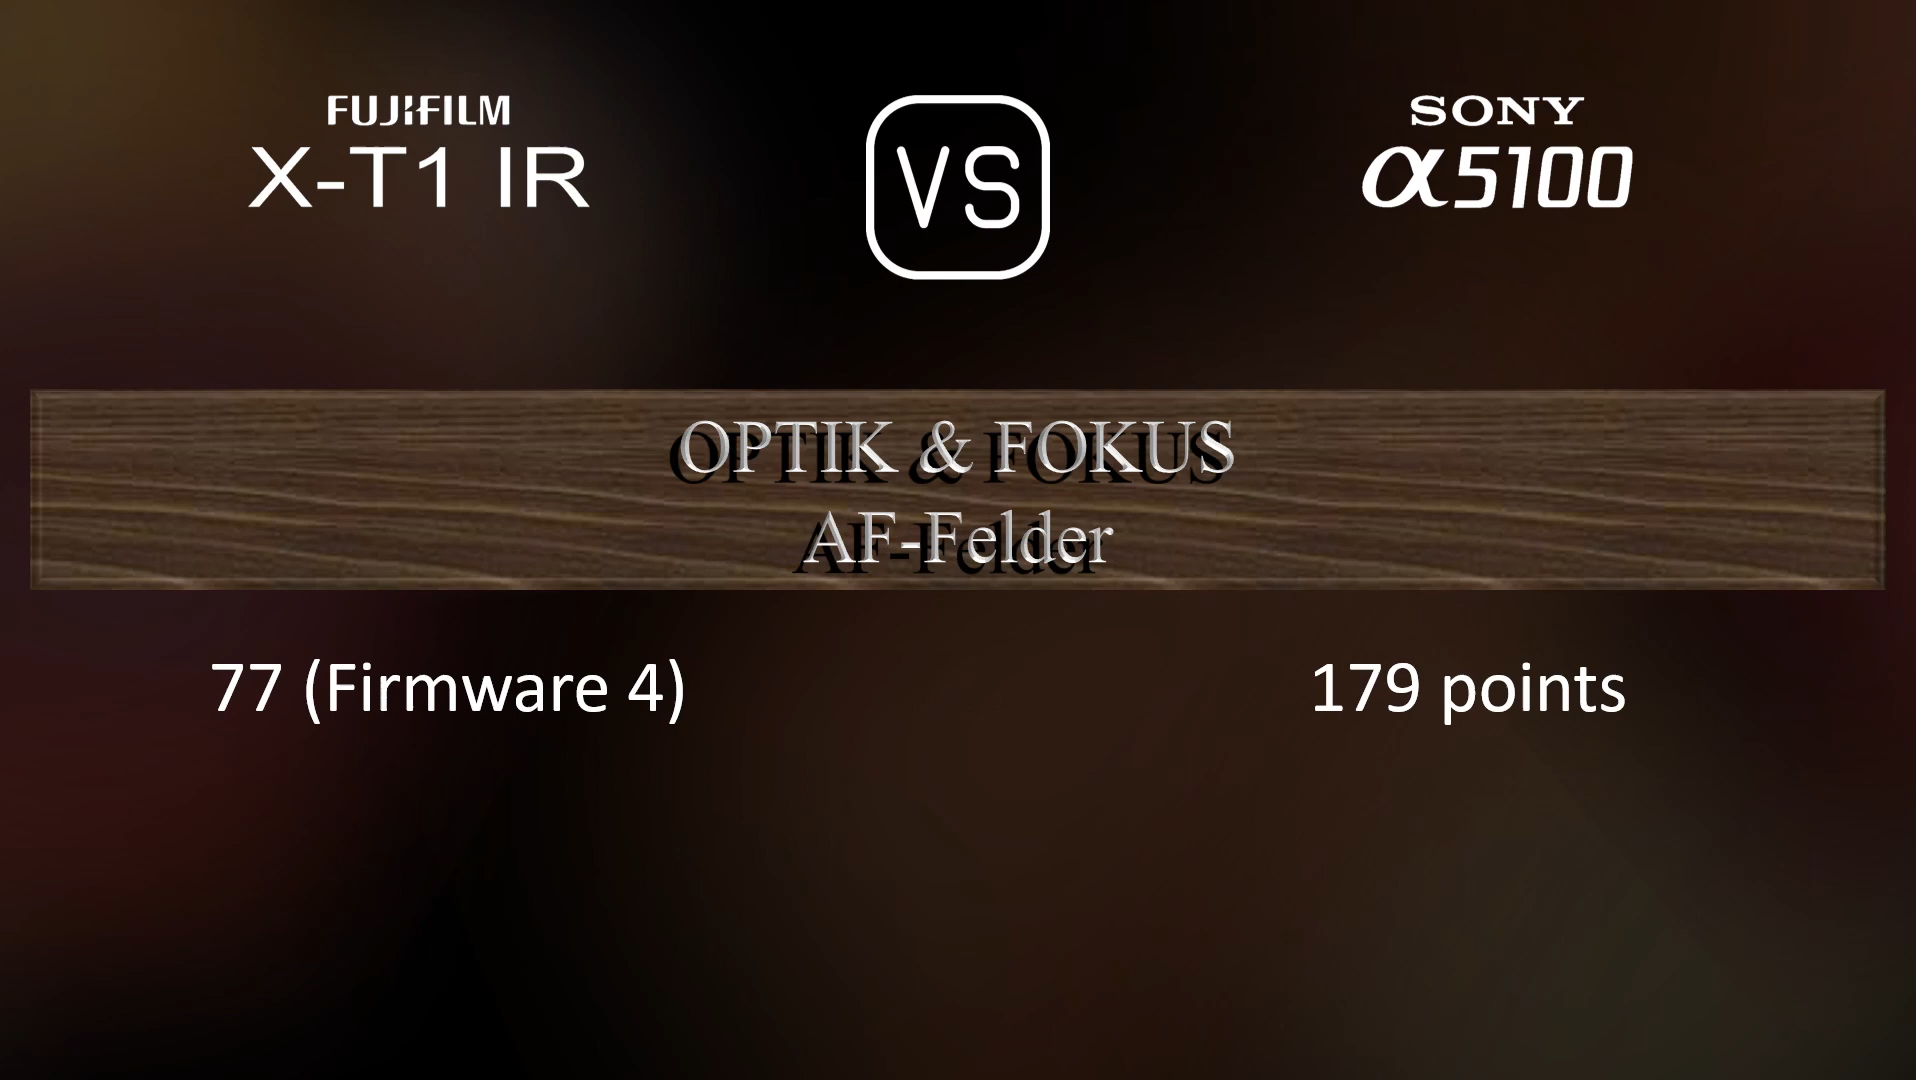 FUJIFILM
X-T1 IR
VS
SONY
α5100
OPTIK & FOKUS
AF-Felder
77 (Firmware 4)
179 points